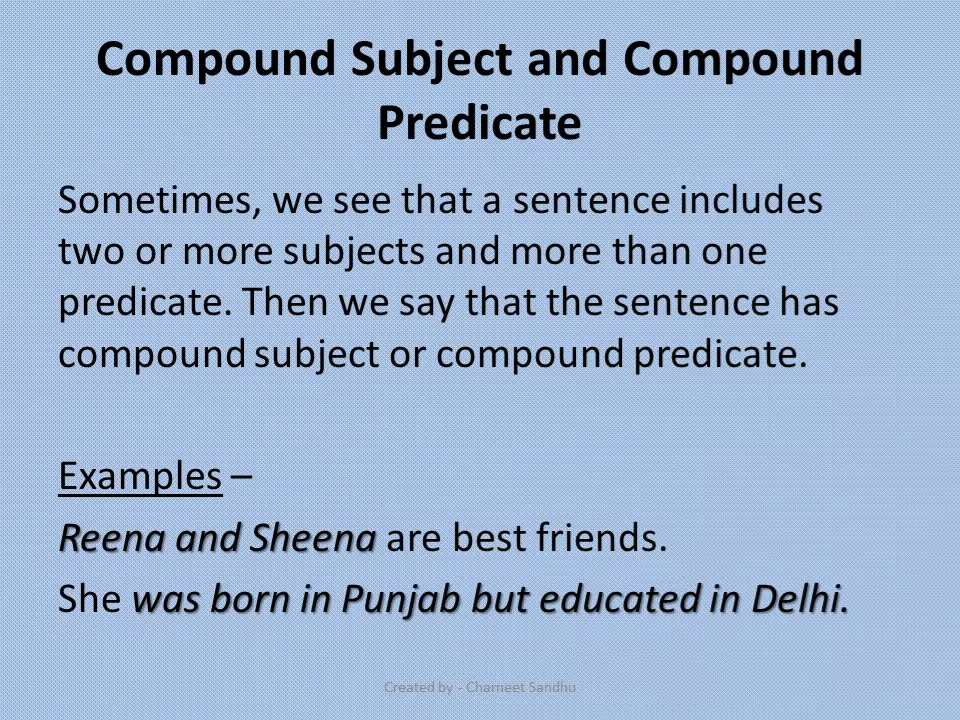 Compound Subject and Compound
Predicate
Sometimes, we see that a sentence includes
two or more subjects and more than one
predicate. Then we say that the sentence has
compound subject or compound predicate.
Examples –
Reena and Sheena are best friends.
She was born in Punjab but educated in Delhi.
Created by - Charneet Sandhu